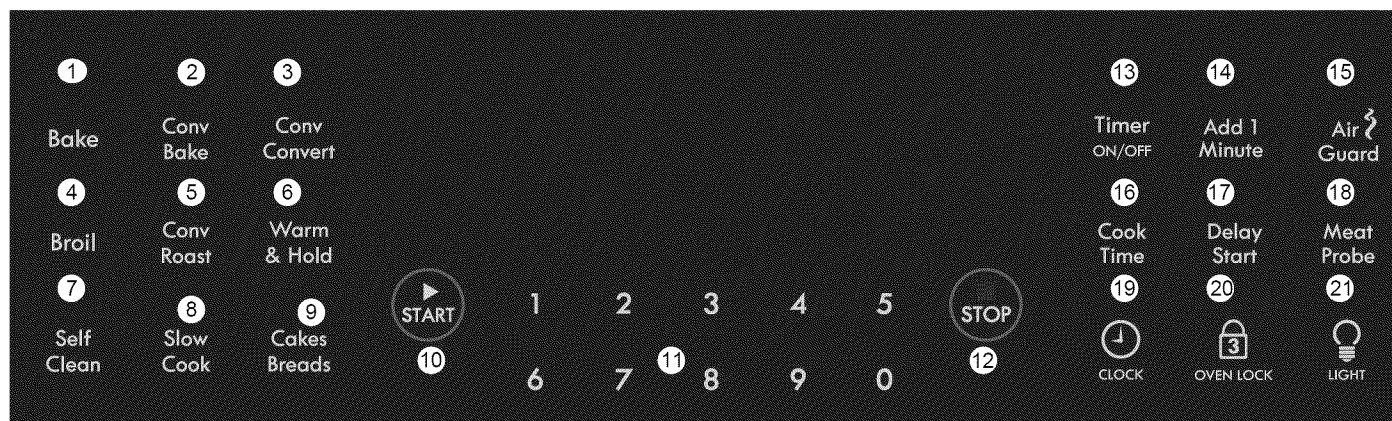 1 2 3
Bake
Conv
Bake
Conv
Convert
4 5 6
Broil
Conv
Roast
Warm
& Hold
7 8 9
Self
Clean
Slow
Cook
Cakes
Breads
START
10
1 2 3 4 5
11
6 7 8 9 0
STOP
12
13 14 15
Timer
ON/OFF
Add 1
Minute
Air
Guard
16 17 18
Cook
Time
Delay
Start
Meat
Probe
19 20 21
CLOCK
3
OVEN LOCK
LIGHT